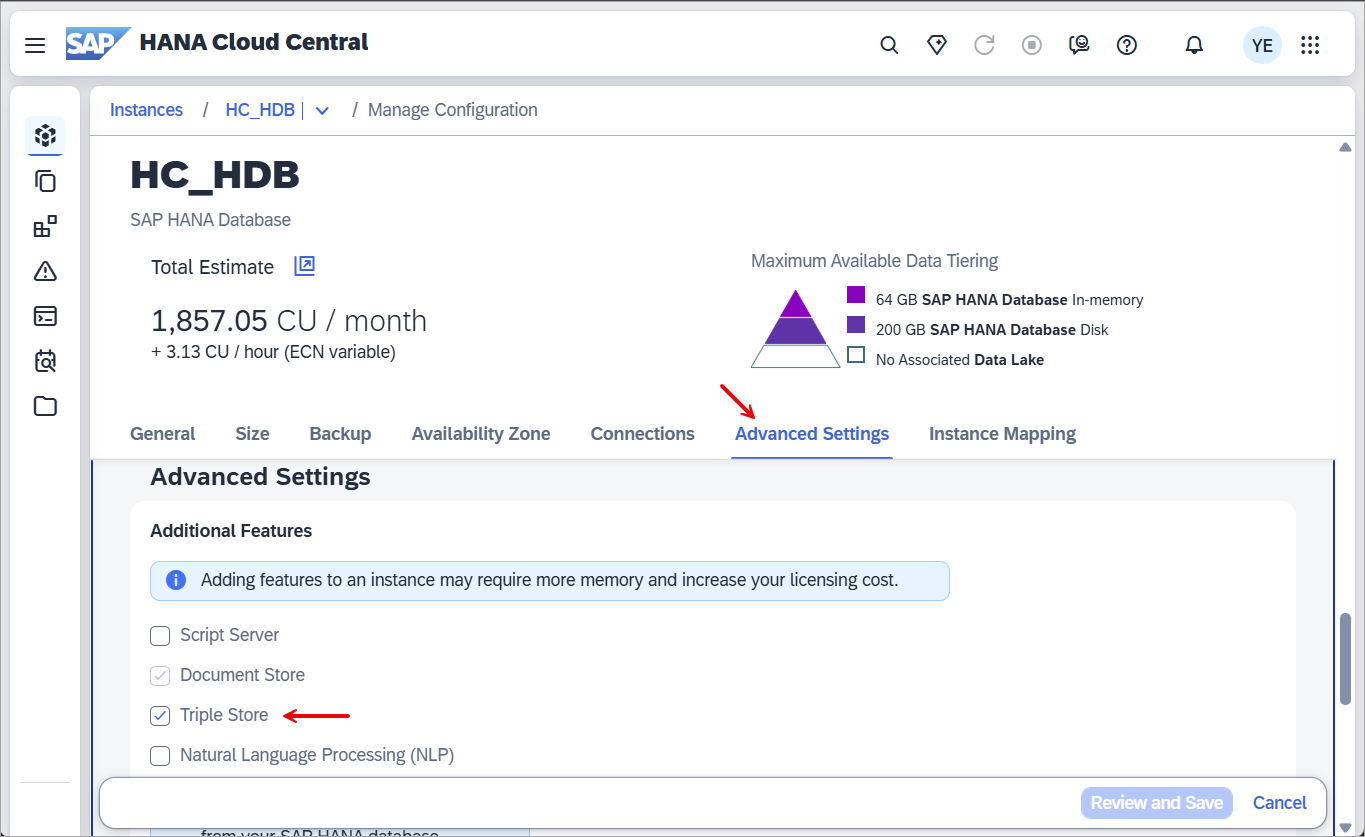 SAP HANA Cloud Central
YE
Instances / HC_HDB | / Manage Configuration
HC_HDB
SAP HANA Database
Total Estimate
1,857.05 CU / month
+ 3.13 CU / hour (ECN variable)
Maximum Available Data Tiering
64 GB SAP HANA Database In-memory
200 GB SAP HANA Database Disk
No Associated Data Lake
General Size Backup Availability Zone Connections Advanced Settings Instance Mapping
Advanced Settings
Additional Features
Adding features to an instance may require more memory and increase your licensing cost.
Script Server
Document Store
Triple Store
Natural Language Processing (NLP)
Review and Save Cancel
from your SAP HANA database